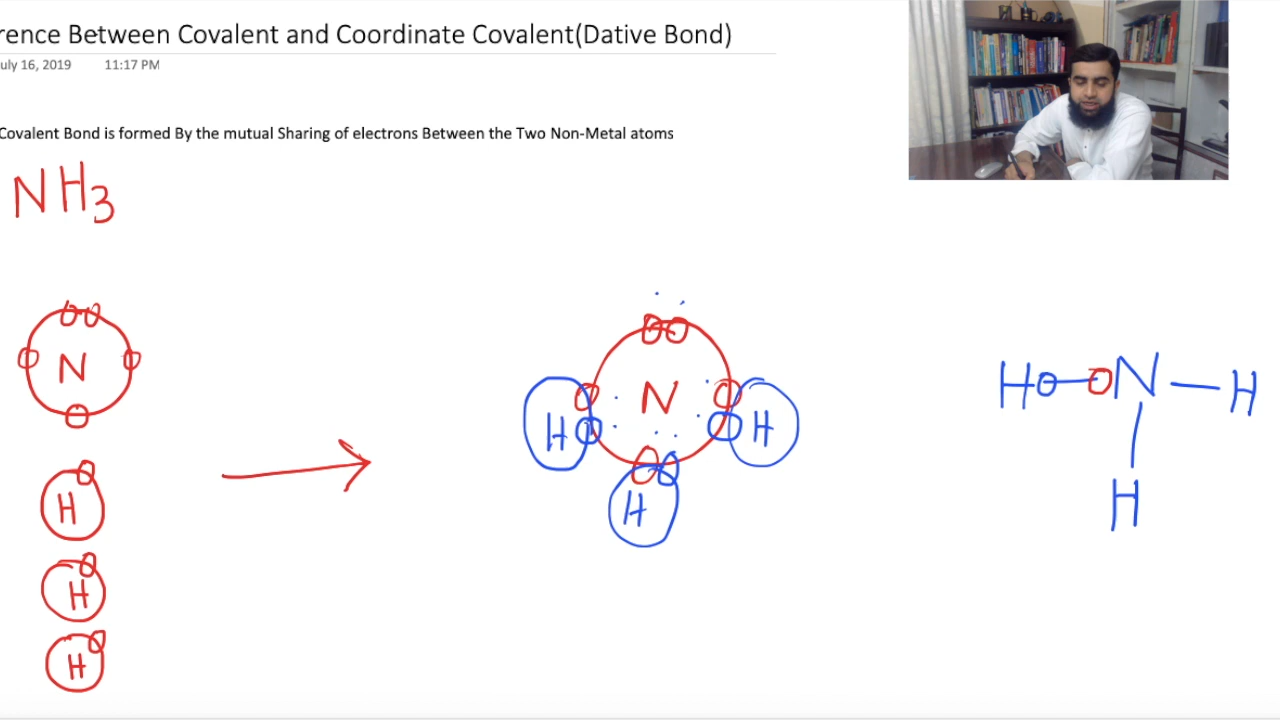 rence Between Covalent and Coordinate Covalent(Dative Bond)
uly 16, 2019 11:17 PM
Covalent Bond is formed By the mutual Sharing of electrons Between the Two Non-Metal atoms
NH3
N
H
H
H
N
H
H
H
H N H
H